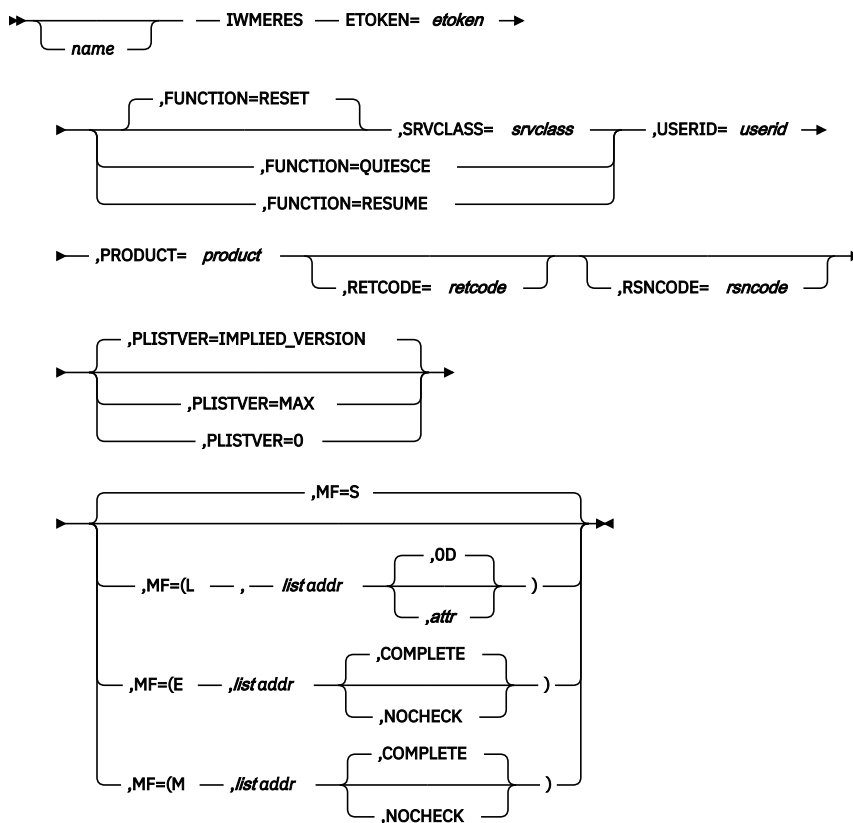 IWMERES ETOKEN= etoken
name
,FUNCTION=RESET
,SRVCLASS= srvclass ,USERID= userid
,FUNCTION=QUIESCE
,FUNCTION=RESUME
,PRODUCT= product
,RETCODE= retcode ,RSNCODE= rsncode
,PLISTVER=IMPLIED_VERSION
,PLISTVER=MAX
,PLISTVER=0
,MF=S
,0D
,MF=(L , list addr )
,attr
,COMPLETE
,MF=(E ,list addr )
,NOCHECK
,COMPLETE
,MF=(M ,list addr )
,NOCHECK